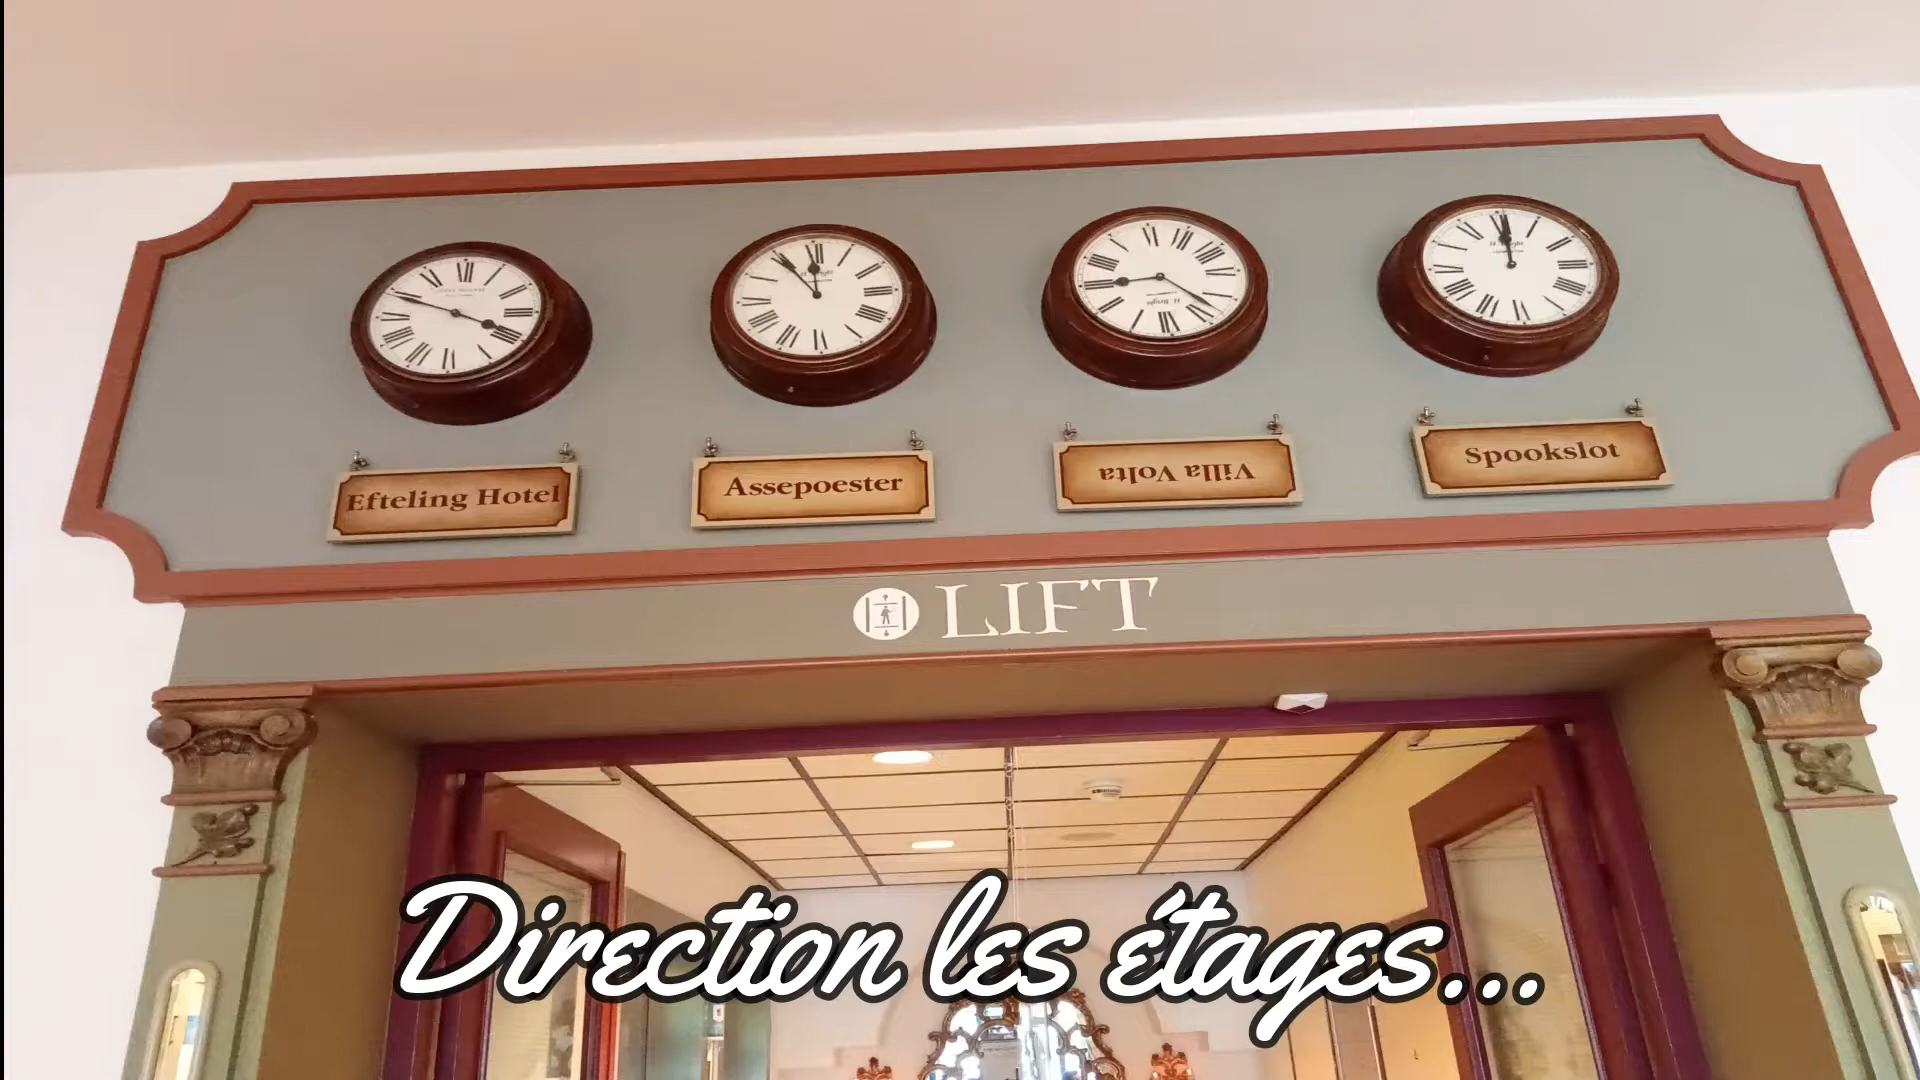 Efteling Hotel
Assepoester
Villa Volta
Spookslot
LIFT
Direction les étages...